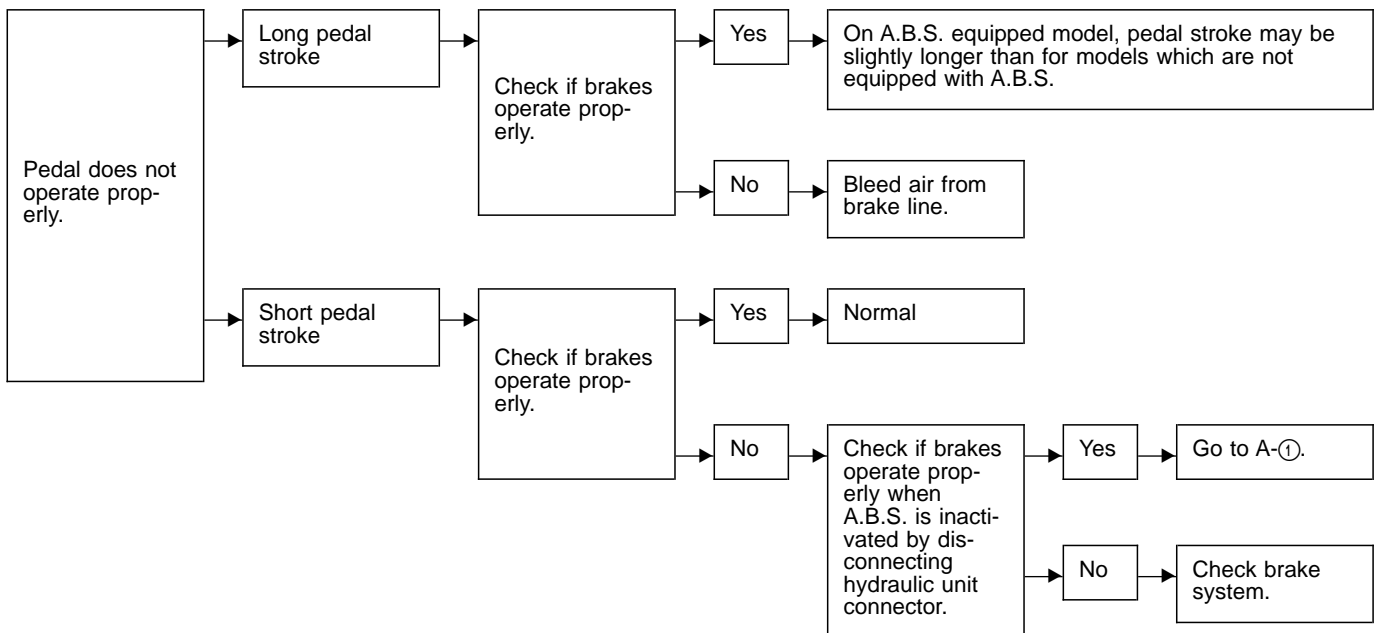 Pedal does not
operate prop-
erly.
Long pedal
stroke
Check if brakes
operate prop-
erly.
Yes
On A.B.S. equipped model, pedal stroke may be
slightly longer than for models which are not
equipped with A.B.S.
No
Bleed air from
brake line.
Short pedal
stroke
Check if brakes
operate prop-
erly.
Yes
Normal
No
Check if brakes
operate prop-
erly when
A.B.S. is inacti-
vated by dis-
connecting
hydraulic unit
connector.
Yes
Go to A-①.
No
Check brake
system.